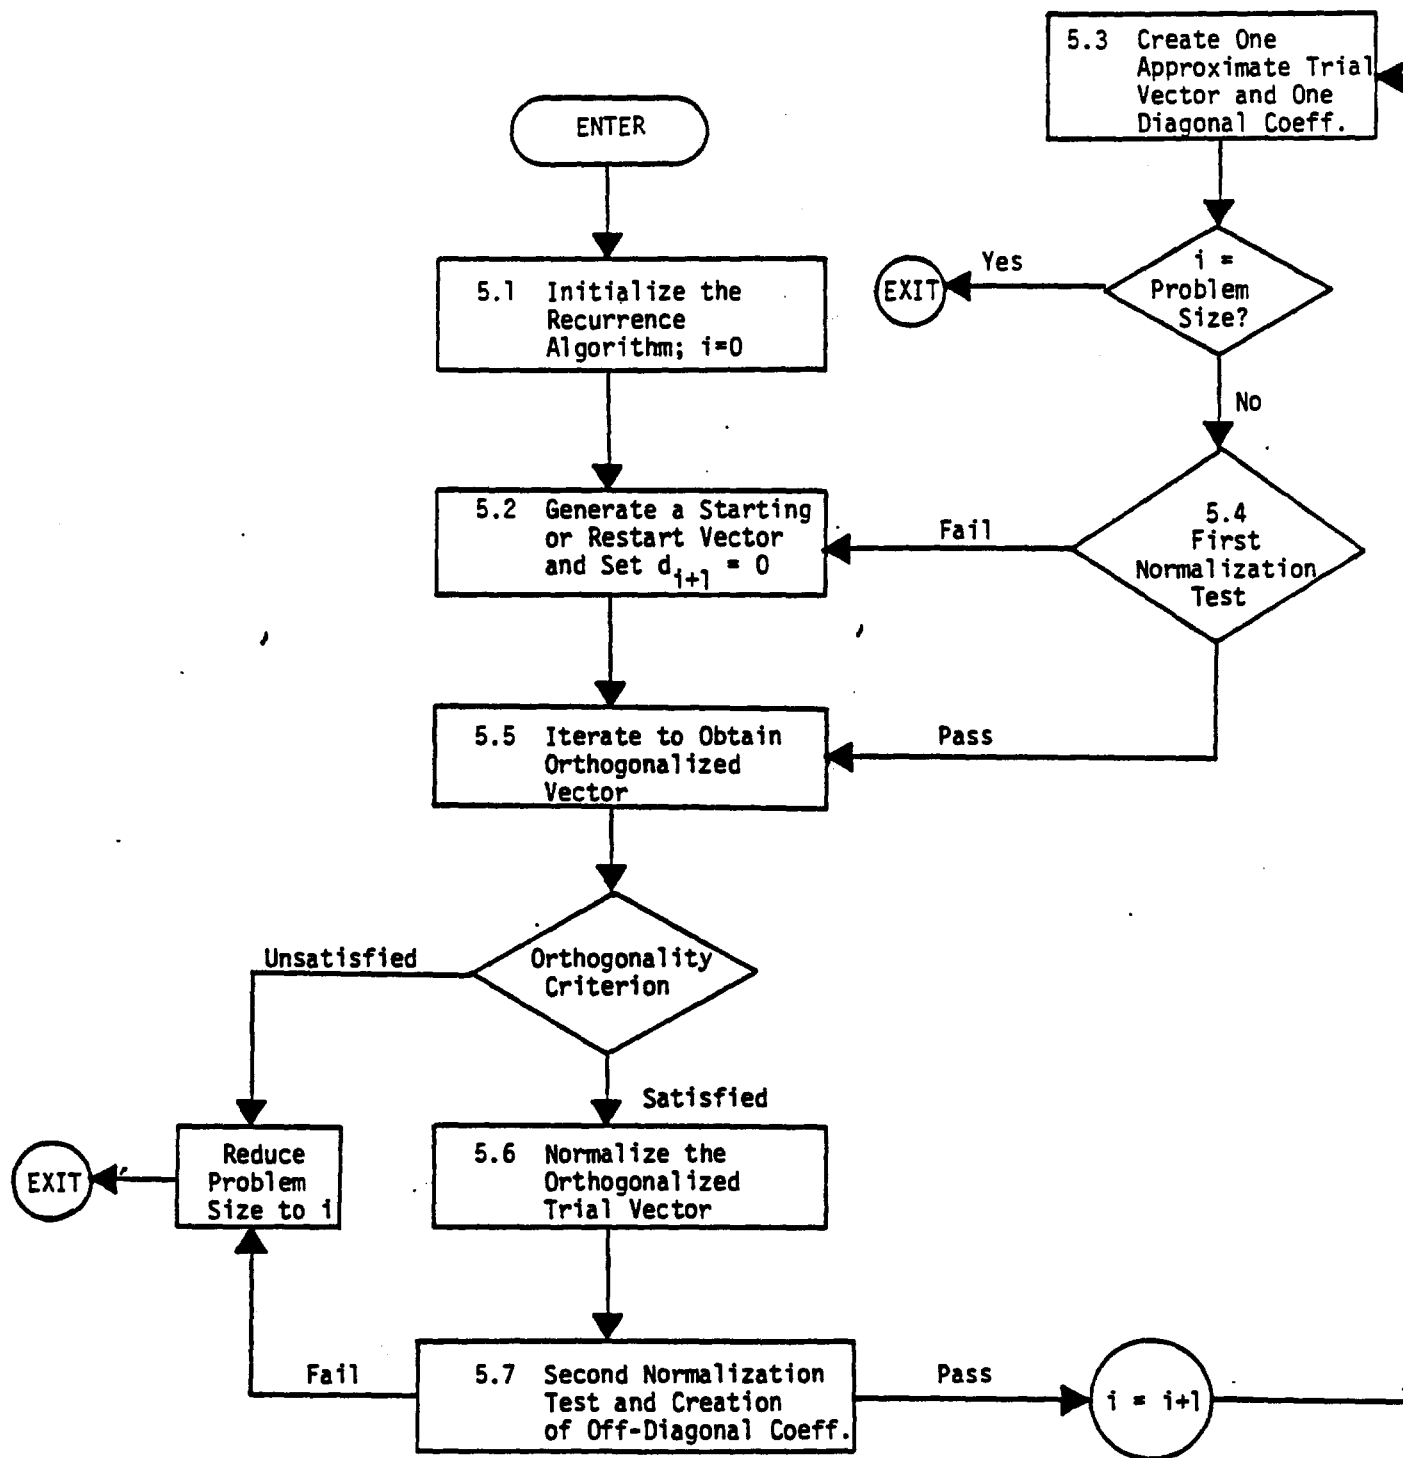 ENTER
5.1 Initialize the
Recurrence
Algorithm; i=0
5.2 Generate a Starting
or Restart Vector
and Set d_{i+1} = 0
5.5 Iterate to Obtain
Orthogonalized
Vector
Orthogonality
Criterion
Unsatisfied
Satisfied
Reduce
Problem
Size to i
EXIT
5.6 Normalize the
Orthogonalized
Trial Vector
5.7 Second Normalization
Test and Creation
of Off-Diagonal Coeff.
Fail
Pass
i = i+1
5.3 Create One
Approximate Trial
Vector and One
Diagonal Coeff.
i =
Problem
Size?
Yes
EXIT
No
5.4
First
Normalization
Test
Fail
Pass